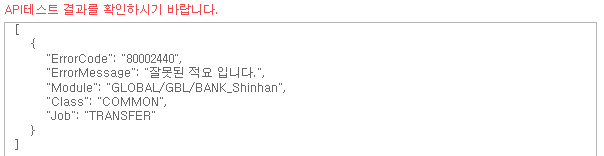 API테스트 결과를 확인하시기 바랍니다.
[
{
"ErrorCode": "80002440",
"ErrorMessage": "잘못된 적요 입니다.",
"Module": "GLOBAL/GBL/BANK_Shinhan",
"Class": "COMMON",
"Job": "TRANSFER"
}
]